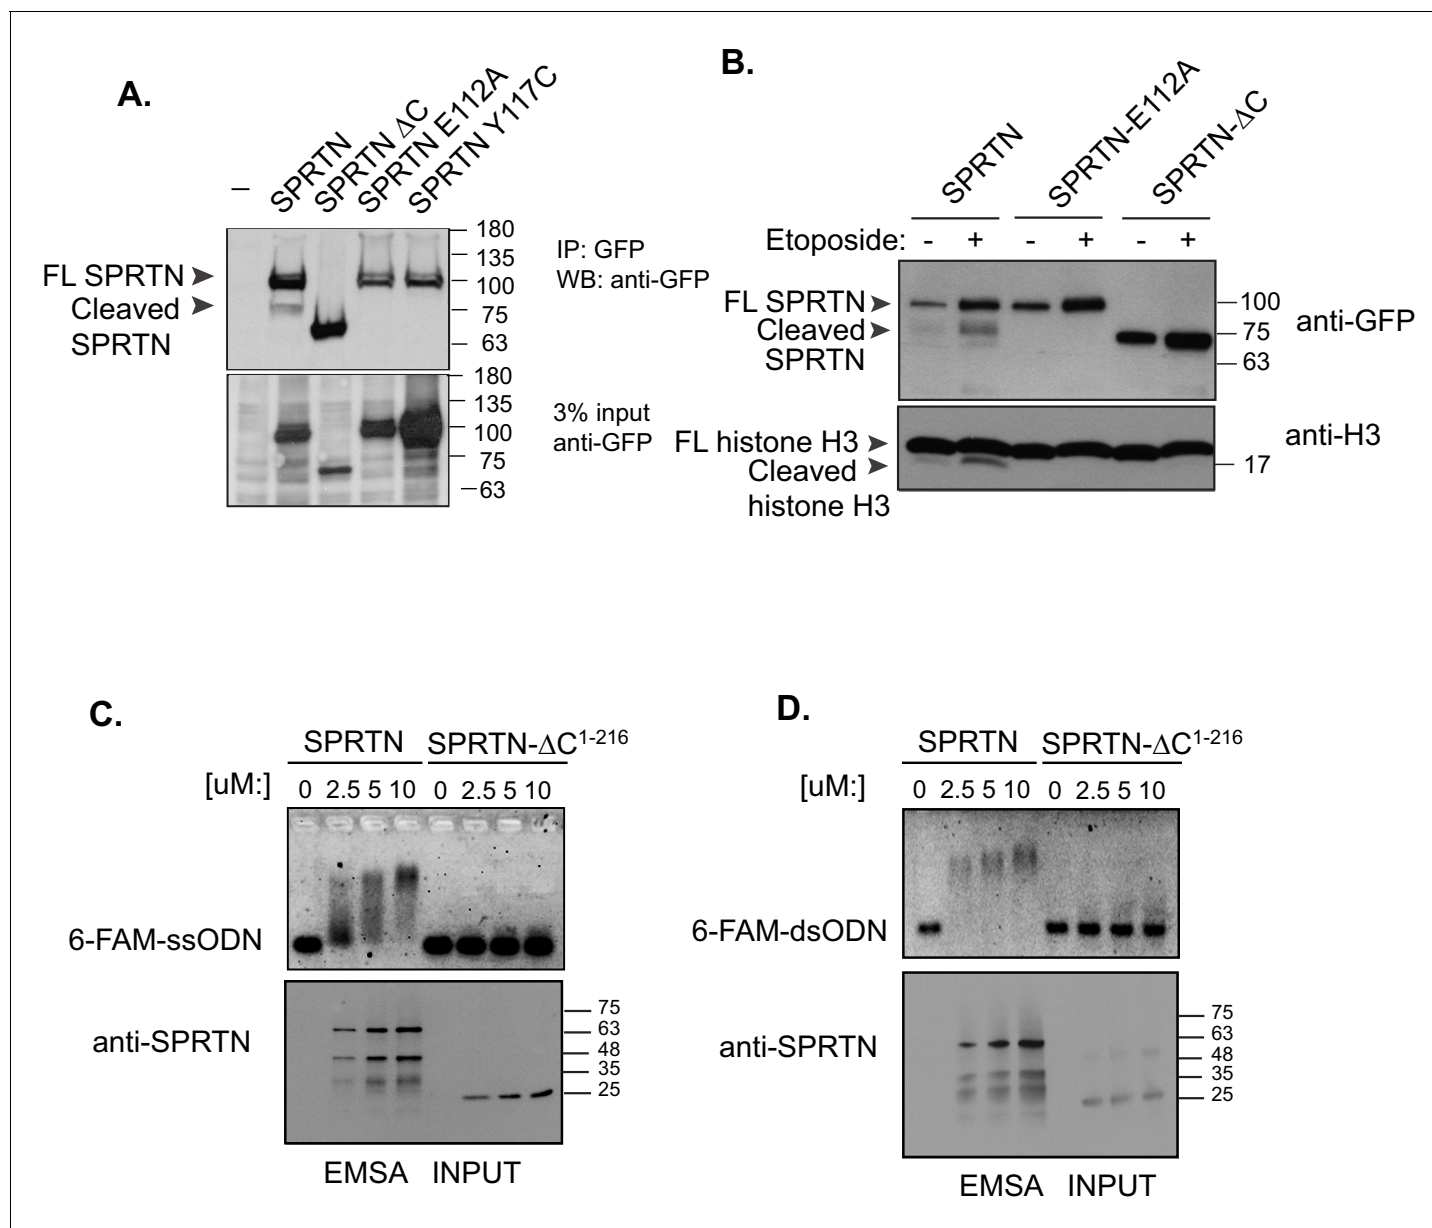 A.
–
SPRTN
SPRTN ΔC
SPRTN E112A
SPRTN Y117C
FL SPRTN
Cleaved
SPRTN
180
135
100
75
63
IP: GFP
WB: anti-GFP
180
135
100
75
63
3% input
anti-GFP
B.
SPRTN
SPRTN-E112A
SPRTN-ΔC
Etoposide: - + - + - +
FL SPRTN
Cleaved
SPRTN
100
75
63
anti-GFP
FL histone H3
Cleaved
histone H3
17
anti-H3
C.
SPRTN SPRTN-ΔC1-216
[uM:] 0 2.5 5 10 0 2.5 5 10
6-FAM-ssODN
anti-SPRTN
75
63
48
35
25
EMSA INPUT
D.
SPRTN SPRTN-ΔC1-216
[uM:] 0 2.5 5 10 0 2.5 5 10
6-FAM-dsODN
anti-SPRTN
75
63
48
35
25
EMSA INPUT